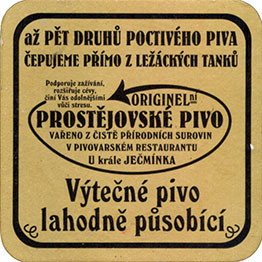 až PĚT DRUHŮ POCTIVÉHO PIVA
ČEPUJEME PŘÍMO Z LEŽÁCKÝCH TANKŮ
Podporuje zažívání,
rozšiřuje cévy,
činí Vás odolnějšími
vůči stresu.
ORIGINELní
PROSTĚJOVSKÉ PIVO
VAŘENO Z ČISTĚ PŘÍRODNÍCH SUROVIN
V PIVOVARSKÉM RESTAURANTU
U krále JEČMÍNKA
Výtečné pivo
lahodně působící